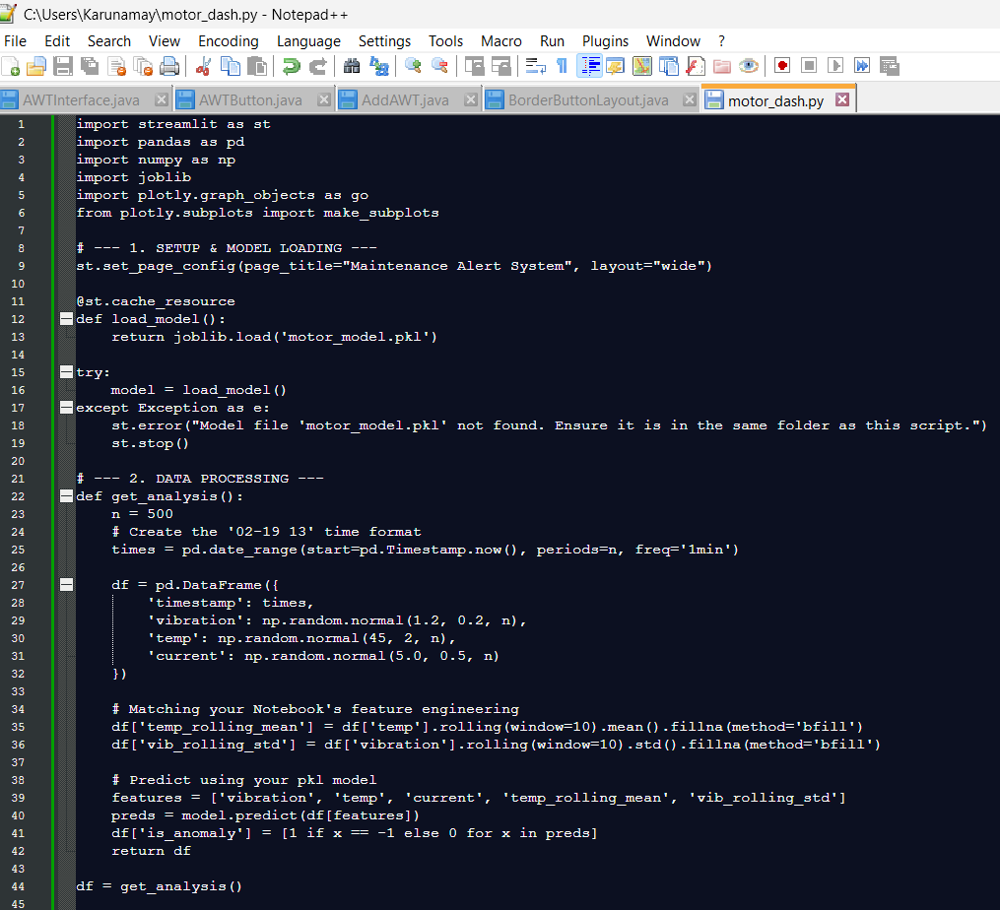 C:\Users\Karunamay\motor_dash.py - Notepad++
File Edit Search View Encoding Language Settings Tools Macro Run Plugins Window ?
AWTInterface.java AWTButton.java AddAWT.java BorderButtonLayout.java motor_dash.py
1 import streamlit as st
2 import pandas as pd
3 import numpy as np
4 import joblib
5 import plotly.graph_objects as go
6 from plotly.subplots import make_subplots
7
8 # --- 1. SETUP & MODEL LOADING ---
9 st.set_page_config(page_title="Maintenance Alert System", layout="wide")
10
11 @st.cache_resource
12 def load_model():
13     return joblib.load('motor_model.pkl')
14
15 try:
16     model = load_model()
17 except Exception as e:
18     st.error("Model file 'motor_model.pkl' not found. Ensure it is in the same folder as this script.")
19     st.stop()
20
21 # --- 2. DATA PROCESSING ---
22 def get_analysis():
23     n = 500
24     # Create the '02-19 13' time format
25     times = pd.date_range(start=pd.Timestamp.now(), periods=n, freq='1min')
26
27     df = pd.DataFrame({
28         'timestamp': times,
29         'vibration': np.random.normal(1.2, 0.2, n),
30         'temp': np.random.normal(45, 2, n),
31         'current': np.random.normal(5.0, 0.5, n)
32     })
33
34     # Matching your Notebook's feature engineering
35     df['temp_rolling_mean'] = df['temp'].rolling(window=10).mean().fillna(method='bfill')
36     df['vib_rolling_std'] = df['vibration'].rolling(window=10).std().fillna(method='bfill')
37
38     # Predict using your pkl model
39     features = ['vibration', 'temp', 'current', 'temp_rolling_mean', 'vib_rolling_std']
40     preds = model.predict(df[features])
41     df['is_anomaly'] = [1 if x == -1 else 0 for x in preds]
42     return df
43
44 df = get_analysis()
45